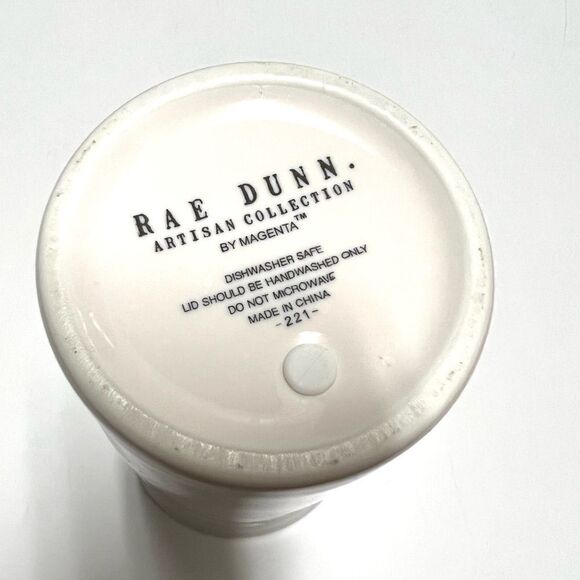 RAE DUNN.
ARTISAN COLLECTION
BY MAGENTA™
DISHWASHER SAFE
LID SHOULD BE HANDWASHED ONLY
DO NOT MICROWAVE
MADE IN CHINA
-221-